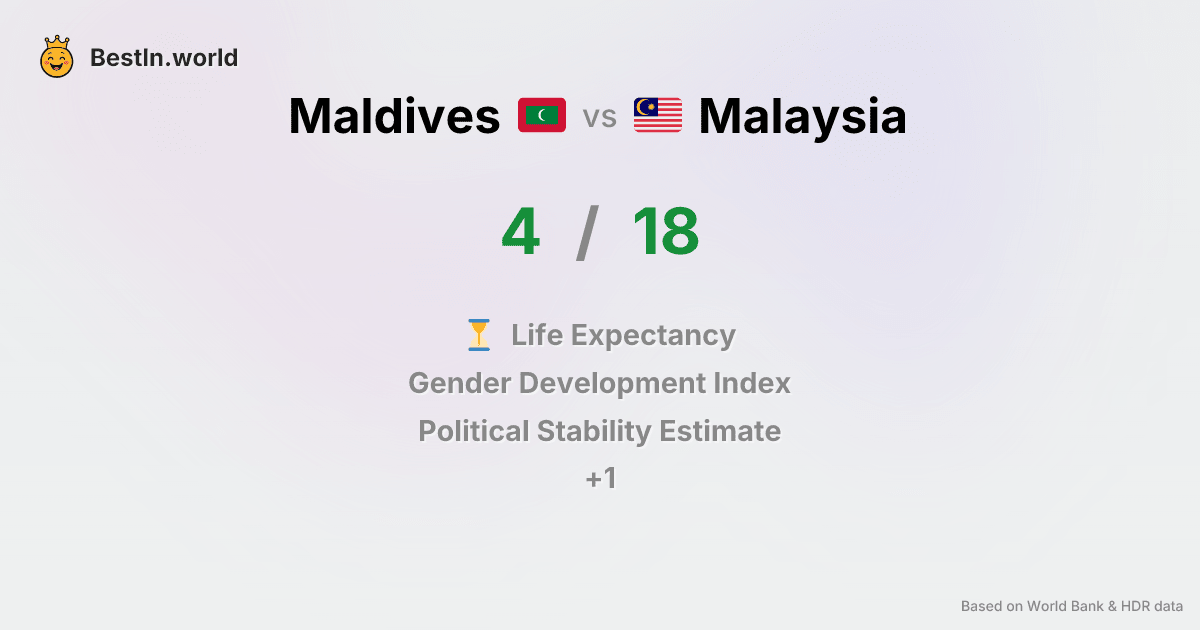 BestIn.world
Maldives vs Malaysia
4 / 18
Life Expectancy
Gender Development Index
Political Stability Estimate
+1
Based on World Bank & HDR data